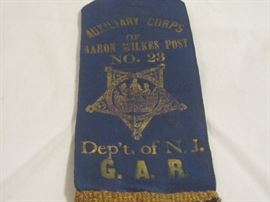 AUXILIARY CORPS
OF
AARON WILKES POST
NO. 23
Dep't. of N. J.
G. A. R.